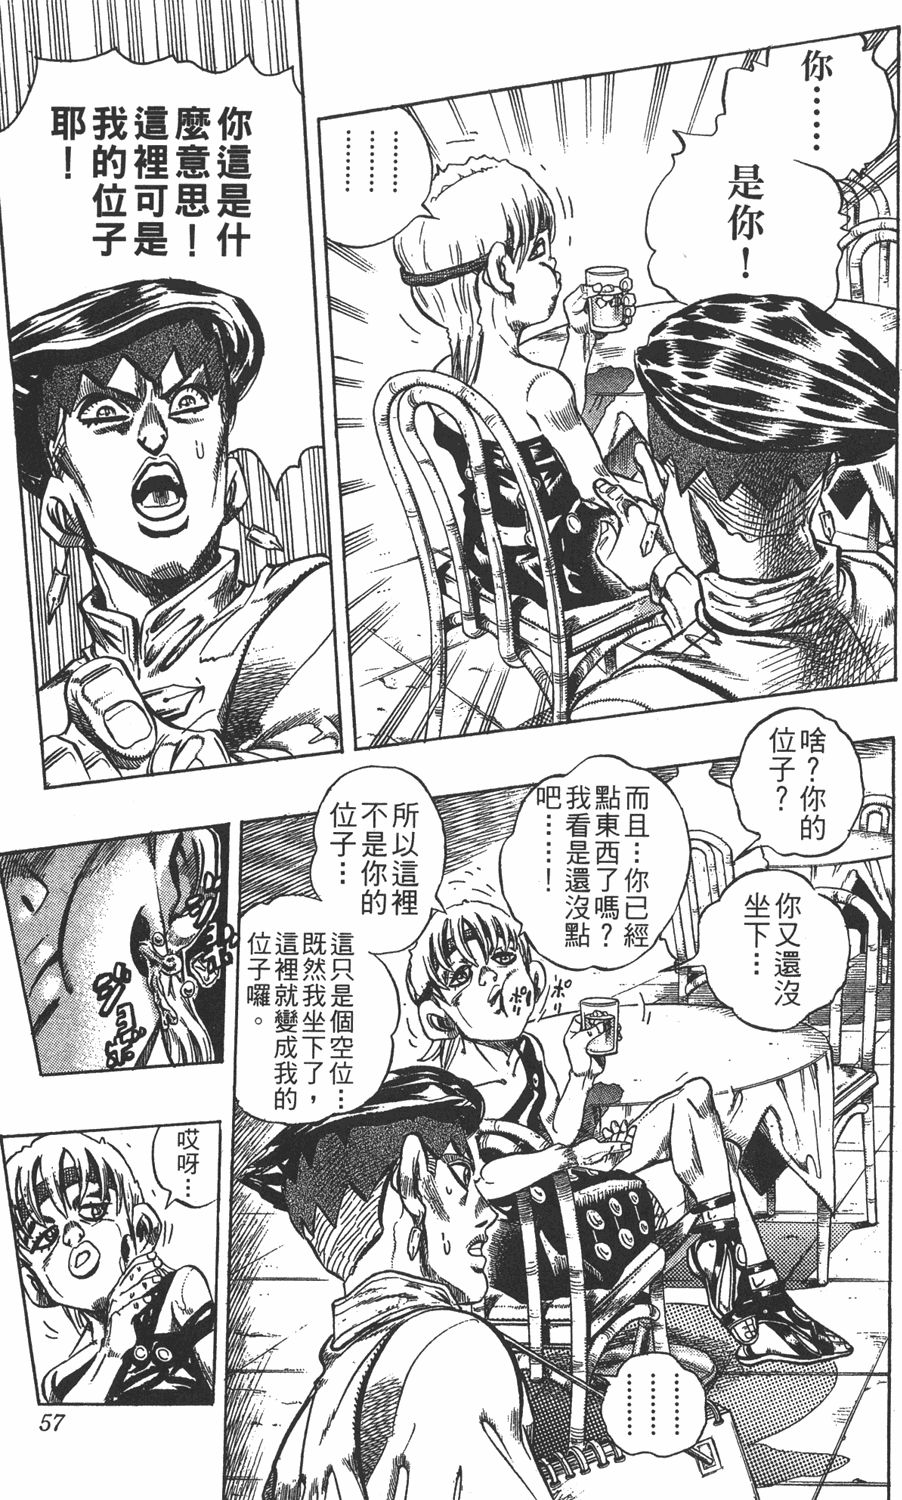 你……
是你！
………
………
你這是什
麼意思！
這裡可是
我的位子
耶！
啥？你的
位子？
你又還沒
坐下…
而且…你已經
點東西了嗎？
我看是還沒點
吧……！
所以這裡
不是你的
位子…
這只是個空位…
既然我坐下了，
這裡就變成我的
位子囉。
ポリ
ポリ
………
………
哎呀…
57